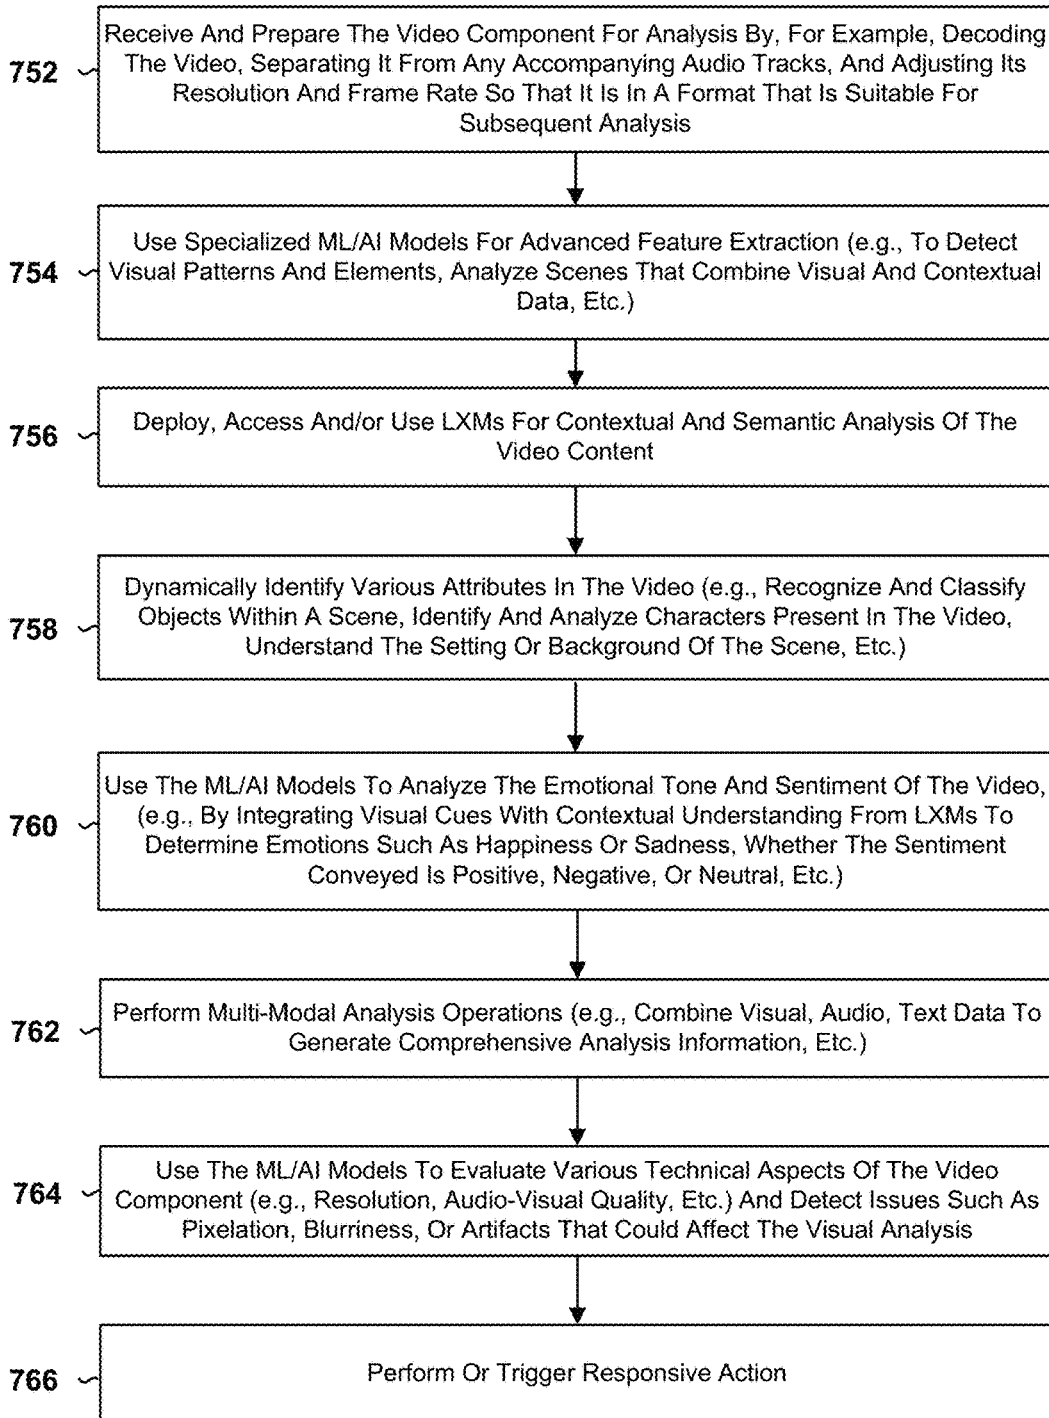 Receive And Prepare The Video Component For Analysis By, For Example, Decoding
752 The Video, Separating It From Any Accompanying Audio Tracks, And Adjusting Its
Resolution And Frame Rate So That It Is In A Format That Is Suitable For
Subsequent Analysis
Use Specialized ML/AI Models For Advanced Feature Extraction (e.g., To Detect
754 Visual Patterns And Elements, Analyze Scenes That Combine Visual And Contextual
Data, Etc.)
756 Deploy, Access And/or Use LXMs For Contextual And Semantic Analysis Of The
Video Content
Dynamically Identify Various Attributes In The Video (e.g., Recognize And Classify
758 Objects Within A Scene, Identify And Analyze Characters Present In The Video,
Understand The Setting Or Background Of The Scene, Etc.)
Use The ML/AI Models To Analyze The Emotional Tone And Sentiment Of The Video,
760 (e.g., By Integrating Visual Cues With Contextual Understanding From LXMs To
Determine Emotions Such As Happiness Or Sadness, Whether The Sentiment
Conveyed Is Positive, Negative, Or Neutral, Etc.)
762 Perform Multi-Modal Analysis Operations (e.g., Combine Visual, Audio, Text Data To
Generate Comprehensive Analysis Information, Etc.)
Use The ML/AI Models To Evaluate Various Technical Aspects Of The Video
764 Component (e.g., Resolution, Audio-Visual Quality, Etc.) And Detect Issues Such As
Pixelation, Blurriness, Or Artifacts That Could Affect The Visual Analysis
766 Perform Or Trigger Responsive Action